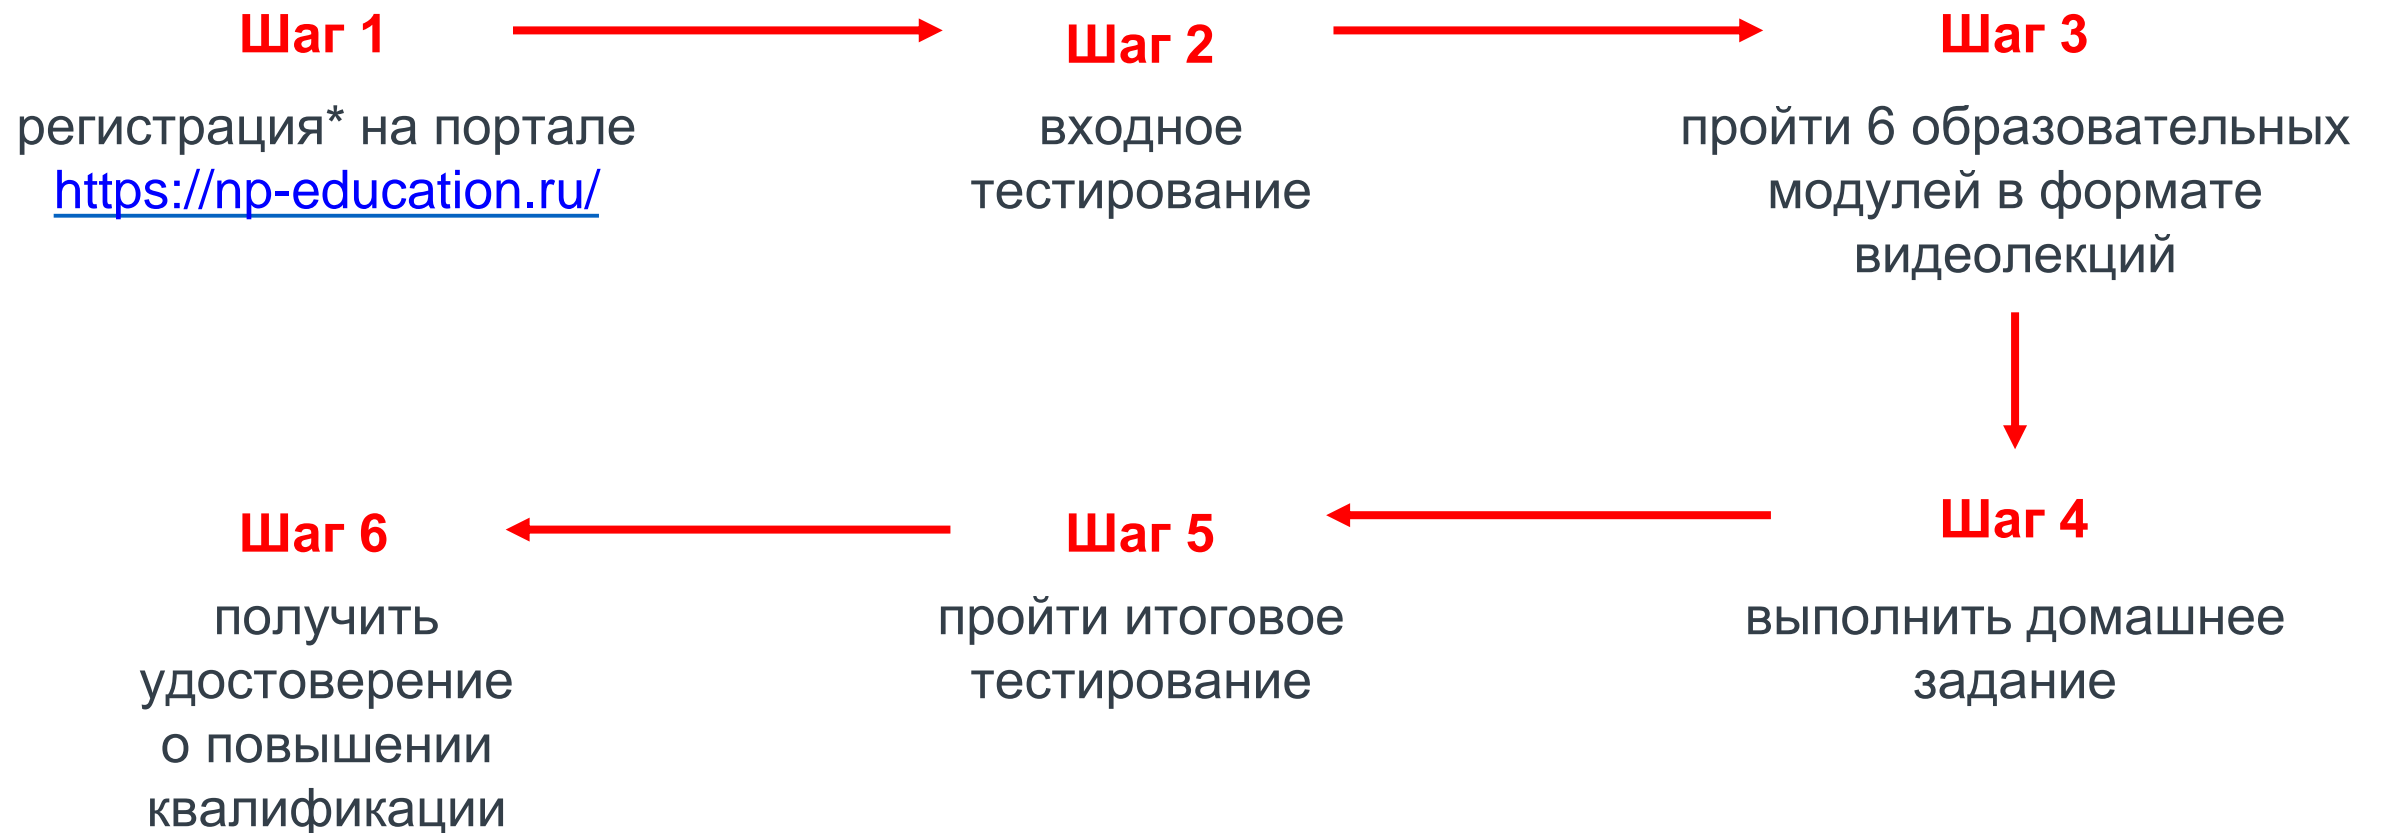 Шаг 1
регистрация* на портале
https://np-education.ru/
Шаг 2
входное
тестирование
Шаг 3
пройти 6 образовательных
модулей в формате
видеолекций
Шаг 4
выполнить домашнее
задание
Шаг 5
пройти итоговое
тестирование
Шаг 6
получить
удостоверение
о повышении
квалификации